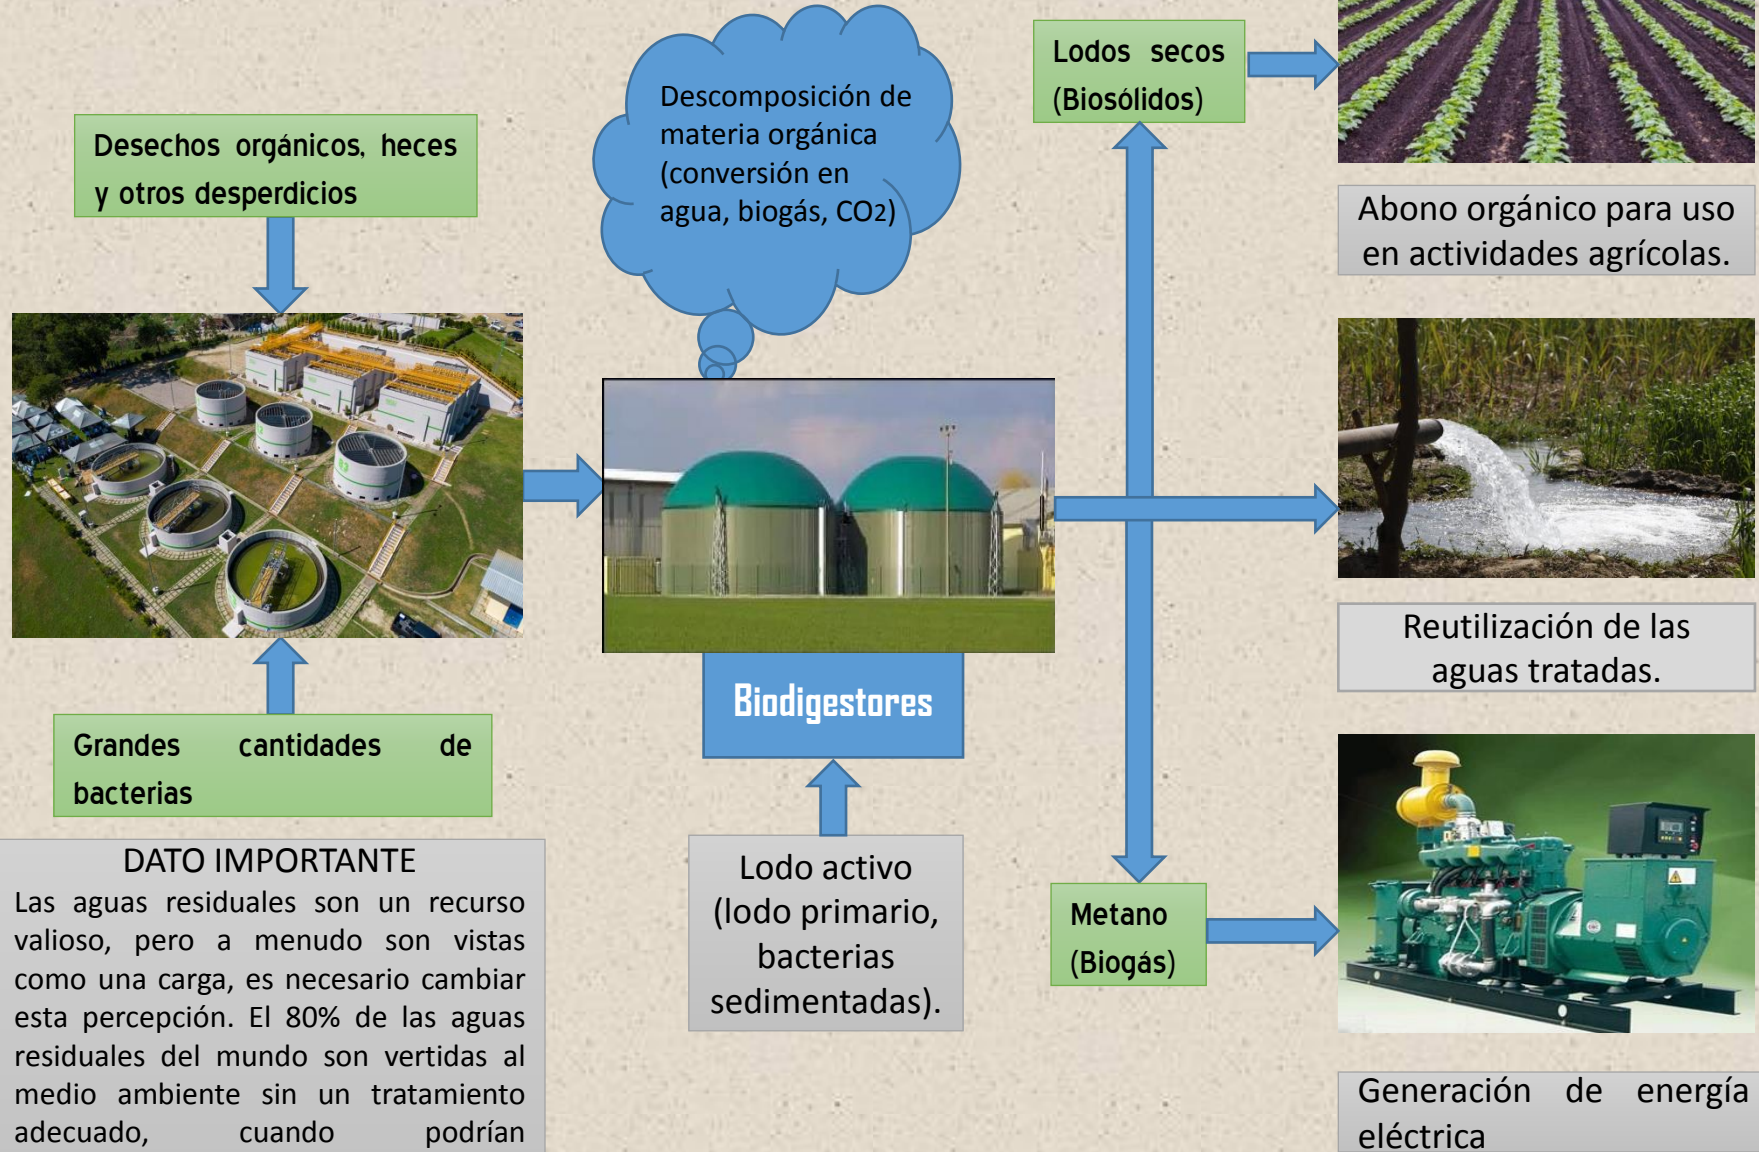 Desechos orgánicos, heces
y otros desperdicios
Grandes cantidades de
bacterias
DATO IMPORTANTE
Las aguas residuales son un recurso
valioso, pero a menudo son vistas
como una carga, es necesario cambiar
esta percepción. El 80% de las aguas
residuales del mundo son vertidas al
medio ambiente sin un tratamiento
adecuado, cuando podrían
Descomposición de
materia orgánica
(conversión en
agua, biogás, CO2)
Biodigestores
Lodo activo
(lodo primario,
bacterias
sedimentadas).
Lodos secos
(Biosólidos)
Metano
(Biogás)
Abono orgánico para uso
en actividades agrícolas.
Reutilización de las
aguas tratadas.
Generación de energía
eléctrica